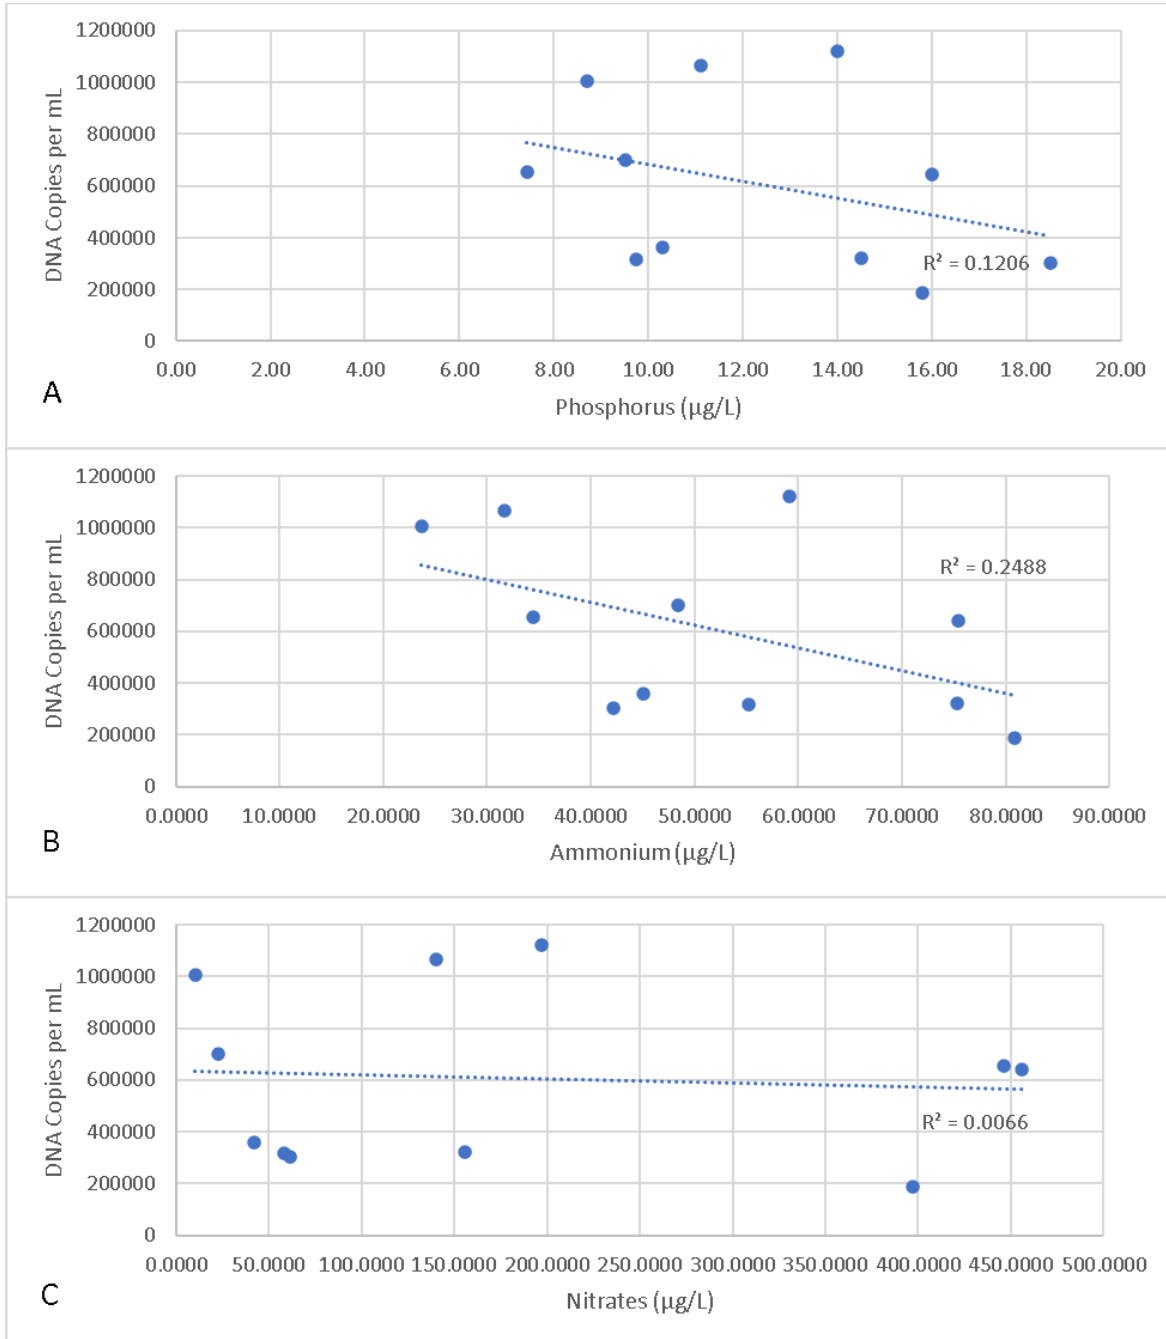 1200000
1000000
800000
600000
400000
200000
0
DNA Copies per mL
R² = 0.1206
0.00 2.00 4.00 6.00 8.00 10.00 12.00 14.00 16.00 18.00 20.00
Phosphorus (µg/L)
A
1200000
1000000
800000
600000
400000
200000
0
DNA Copies per mL
R² = 0.2488
0.0000 10.0000 20.0000 30.0000 40.0000 50.0000 60.0000 70.0000 80.0000 90.0000
Ammonium (µg/L)
B
1200000
1000000
800000
600000
400000
200000
0
DNA Copies per mL
R² = 0.0066
0.0000 50.0000 100.0000 150.0000 200.0000 250.0000 300.0000 350.0000 400.0000 450.0000 500.0000
Nitrates (µg/L)
C